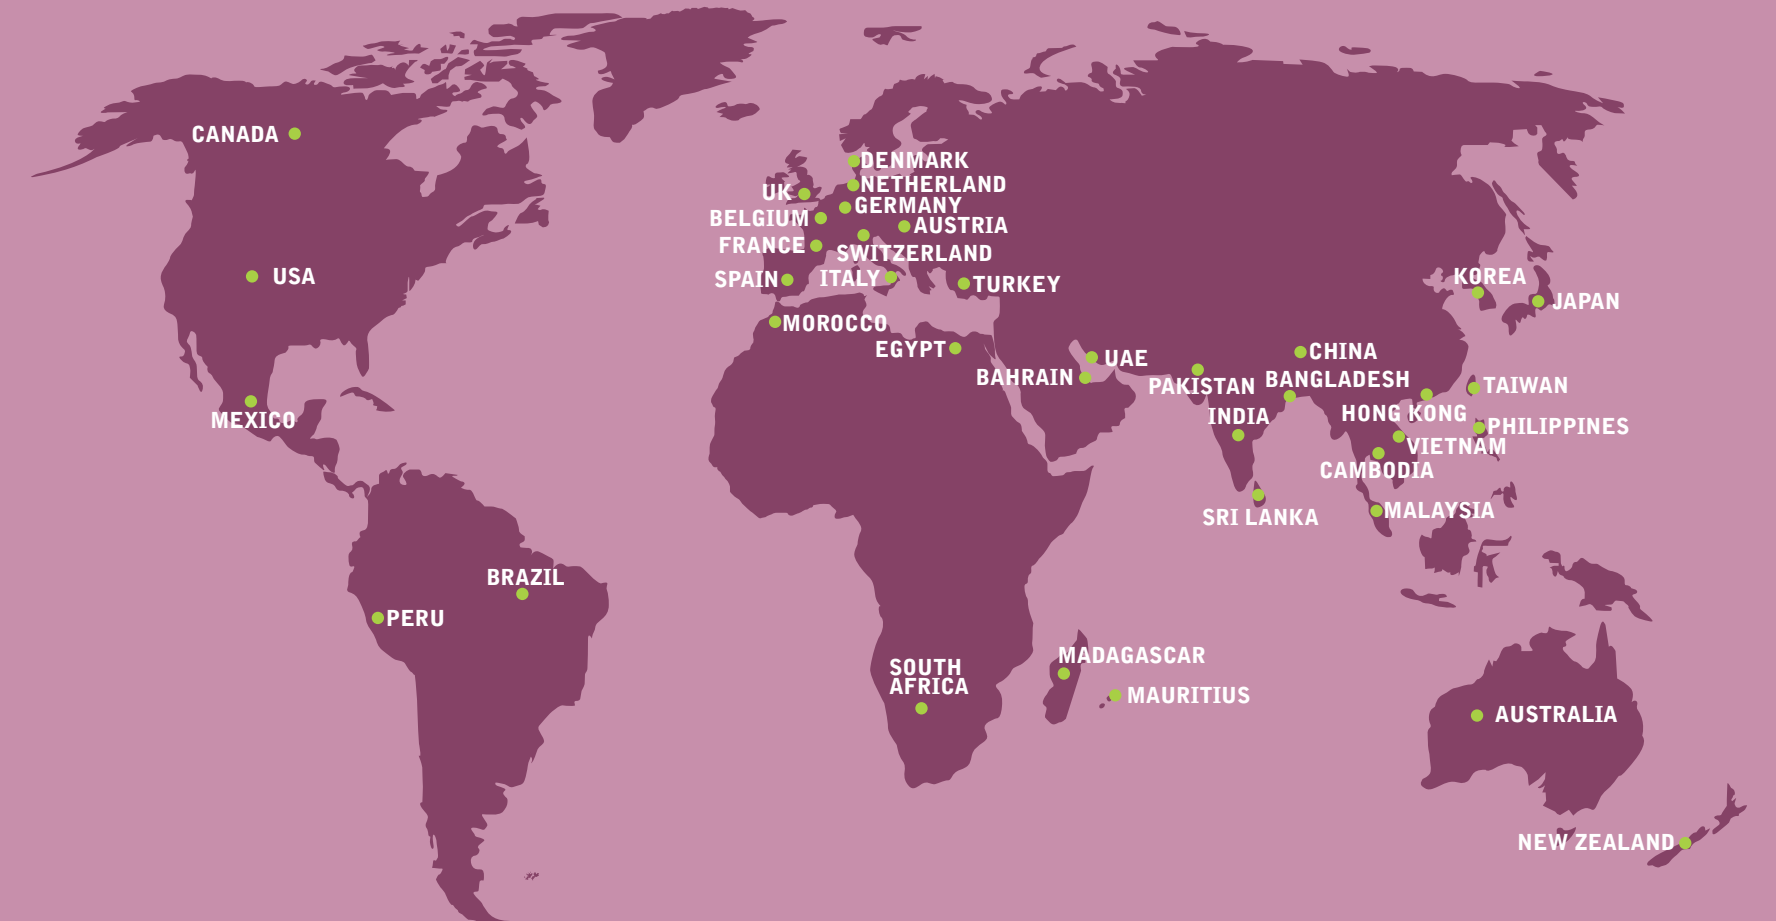 CANADA
DENMARK
NETHERLAND
UK
GERMANY
BELGIUM
AUSTRIA
FRANCE
SWITZERLAND
USA
SPAIN
ITALY
TURKEY
KOREA
JAPAN
MOROCCO
EGYPT
UAE
CHINA
BAHRAIN
PAKISTAN
BANGLADESH
TAIWAN
MEXICO
INDIA
HONG KONG
PHILIPPINES
VIETNAM
CAMBODIA
SRI LANKA
MALAYSIA
BRAZIL
PERU
MADAGASCAR
SOUTH
AFRICA
MAURITIUS
AUSTRALIA
NEW ZEALAND